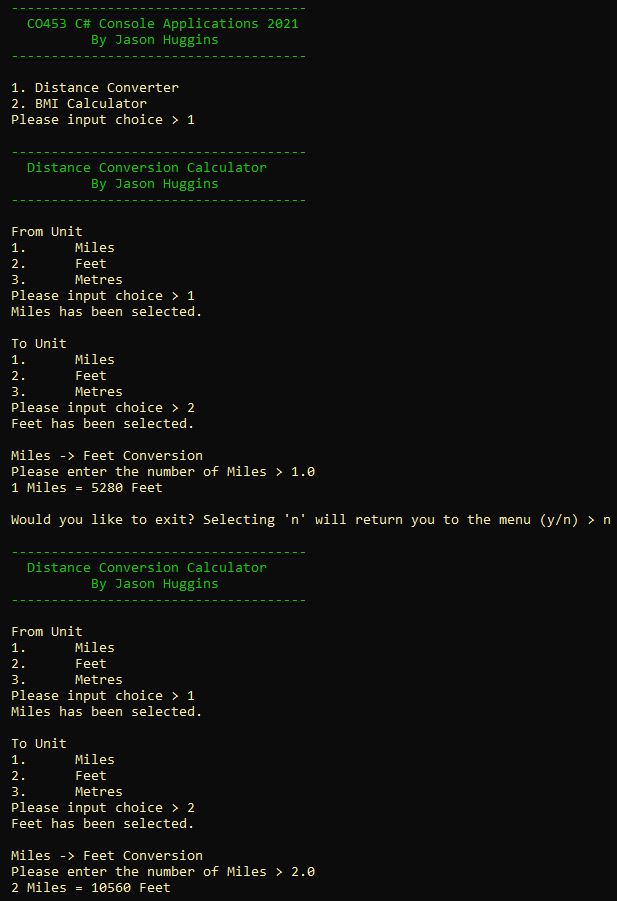 ------------------------------------
CO453 C# Console Applications 2021
By Jason Huggins
------------------------------------
1. Distance Converter
2. BMI Calculator
Please input choice > 1
------------------------------------
Distance Conversion Calculator
By Jason Huggins
------------------------------------
From Unit
1. Miles
2. Feet
3. Metres
Please input choice > 1
Miles has been selected.
To Unit
1. Miles
2. Feet
3. Metres
Please input choice > 2
Feet has been selected.
Miles -> Feet Conversion
Please enter the number of Miles > 1.0
1 Miles = 5280 Feet
Would you like to exit? Selecting 'n' will return you to the menu (y/n) > n
------------------------------------
Distance Conversion Calculator
By Jason Huggins
------------------------------------
From Unit
1. Miles
2. Feet
3. Metres
Please input choice > 1
Miles has been selected.
To Unit
1. Miles
2. Feet
3. Metres
Please input choice > 2
Feet has been selected.
Miles -> Feet Conversion
Please enter the number of Miles > 2.0
2 Miles = 10560 Feet